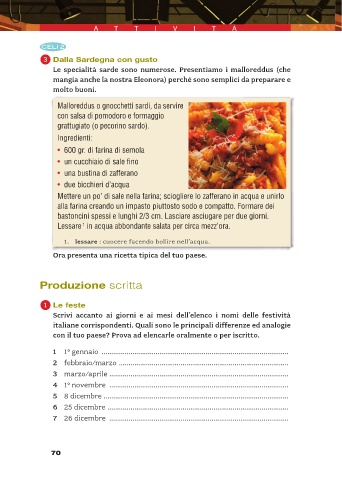 ATTIVITÀ
CELI 2
3 Dalla Sardegna con gusto
Le specialità sarde sono numerose. Presentiamo i malloreddus (che
mangia anche la nostra Eleonora) perché sono semplici da preparare e
molto buoni.
Malloreddus o gnocchetti sardi, da servire
con salsa di pomodoro e formaggio
grattugiato (o pecorino sardo).
Ingredienti:
• 600 gr. di farina di semola
• un cucchiaio di sale fino
• una bustina di zafferano
• due bicchieri d'acqua
Mettere un po' di sale nella farina; sciogliere lo zafferano in acqua e unirlo
alla farina creando un impasto piuttosto sodo e compatto. Formare dei
bastoncini spessi e lunghi 2/3 cm. Lasciare asciugare per due giorni.
Lessare¹ in acqua abbondante salata per circa mezz'ora.
1. lessare : cuocere facendo bollire nell'acqua.
Ora presenta una ricetta tipica del tuo paese.
Produzione scritta
1 Le feste
Scrivi accanto ai giorni e ai mesi dell'elenco i nomi delle festività
italiane corrispondenti. Quali sono le principali differenze ed analogie
con il tuo paese? Prova ad elencarle oralmente o per iscritto.
1 1° gennaio ........................................
2 febbraio/marzo ........................................
3 marzo/aprile ........................................
4 1° novembre ........................................
5 8 dicembre ........................................
6 25 dicembre ........................................
7 26 dicembre ........................................
70